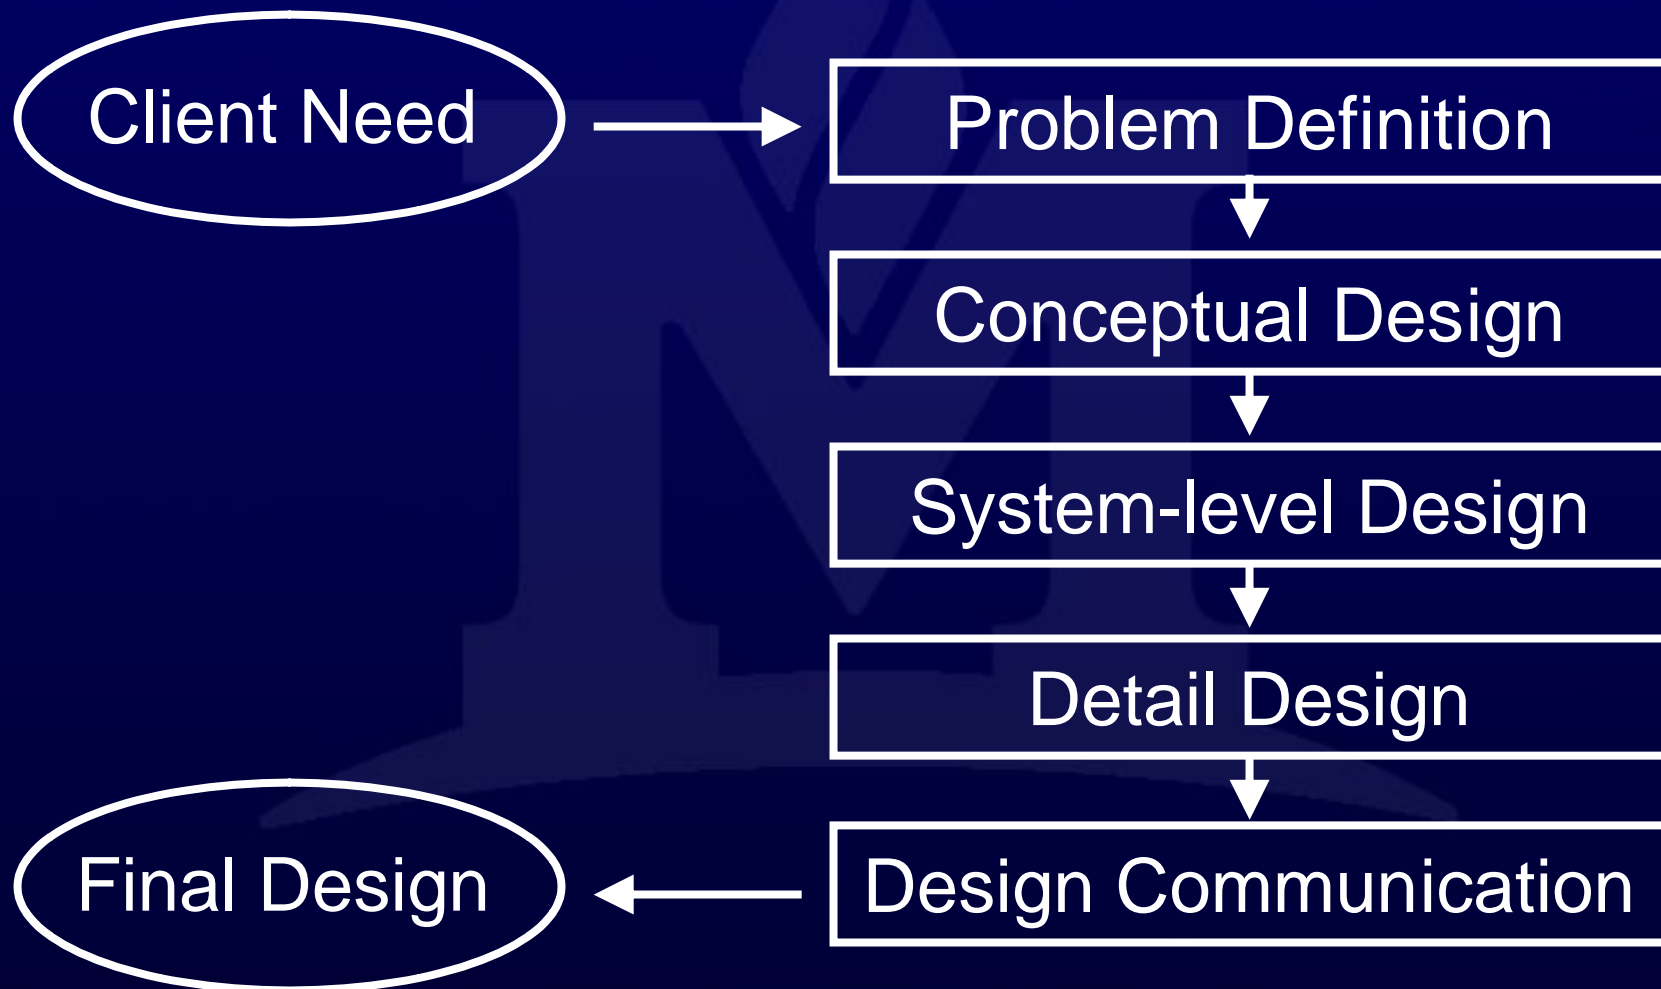 Client Need
Problem Definition
Conceptual Design
System-level Design
Detail Design
Design Communication
Final Design